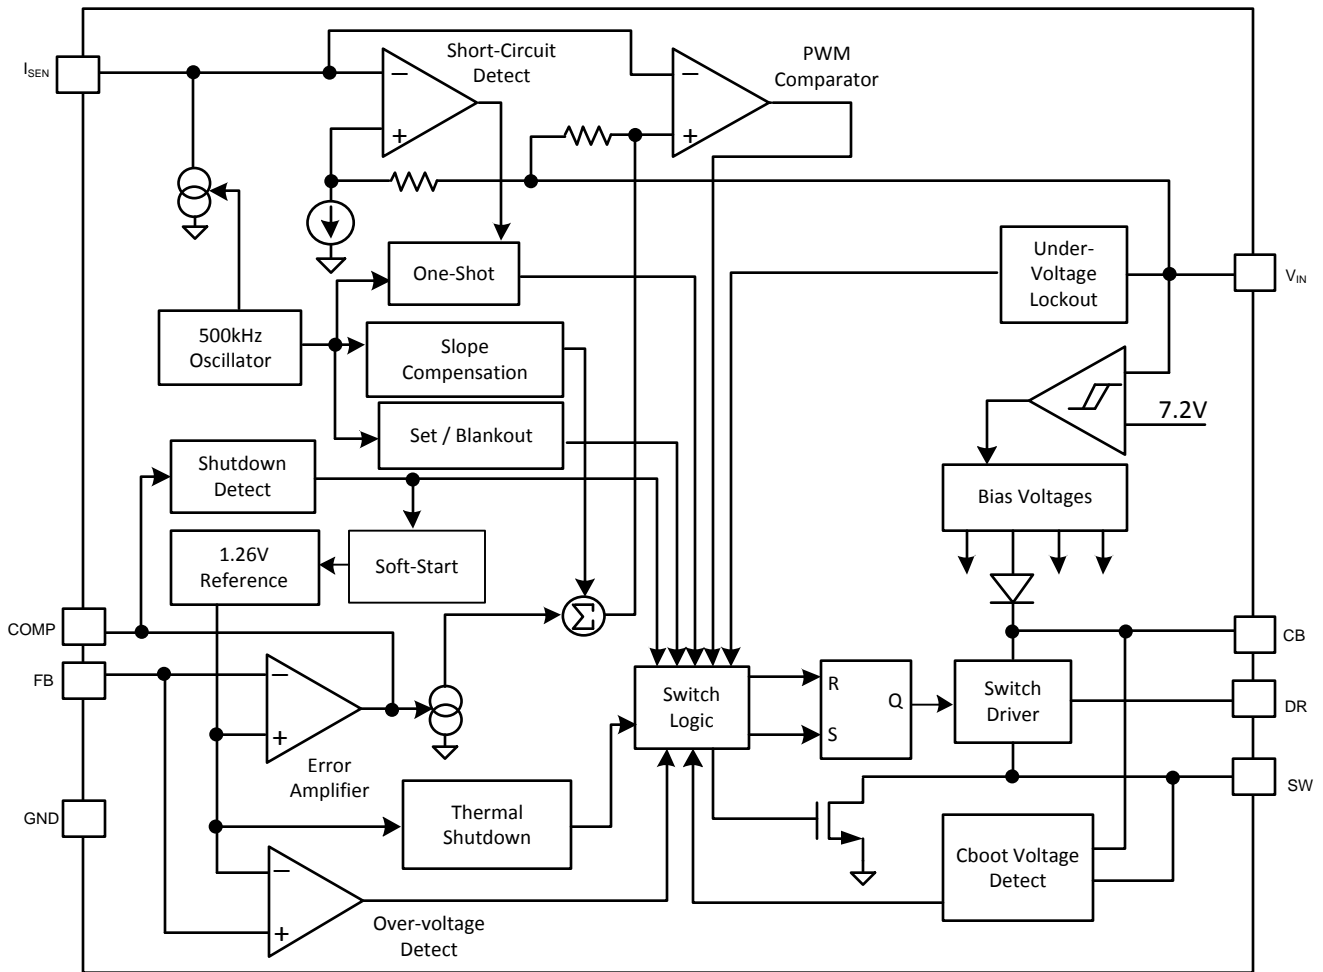 Short-Circuit
Detect
PWM
Comparator
ISEN
−
+
−
+
One-Shot
Under-
Voltage
Lockout
VIN
500kHz
Oscillator
Slope
Compensation
7.2V
Set / Blankout
Shutdown
Detect
Bias Voltages
1.26V
Reference
Soft-Start
Σ
COMP
CB
FB
−
+
Switch
Logic
R
S
Q
Switch
Driver
DR
Error
Amplifier
SW
GND
Thermal
Shutdown
Cboot Voltage
Detect
−
+
Over-voltage
Detect